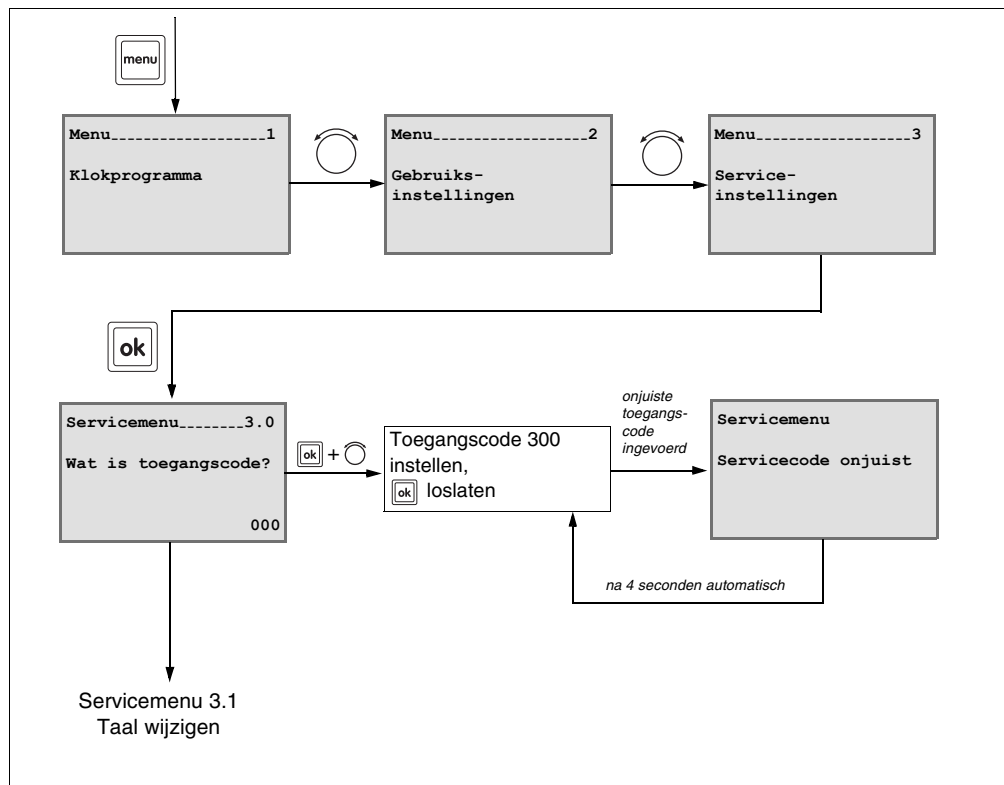 menu
Menu__________________1
Klokprogramma
Menu__________________2
Gebruiks-
instellingen
Menu__________________3
Service-
instellingen
ok
Servicemenu________3.0
Wat is toegangscode?
000
ok +
Toegangscode 300
instellen,
ok loslaten
onjuiste
toegangs-
code
ingevoerd
Servicemenu
Servicecode onjuist
na 4 seconden automatisch
Servicemenu 3.1
Taal wijzigen